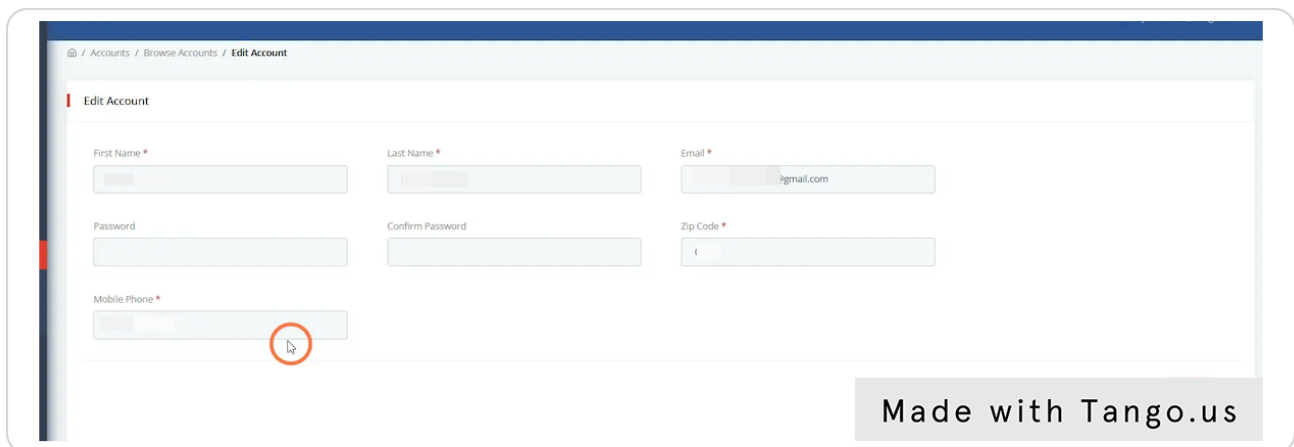 / Accounts / Browse Accounts / Edit Account
Edit Account
First Name *
Last Name *
Email *
@gmail.com
Password
Confirm Password
Zip Code *
Mobile Phone *
Made with Tango.us